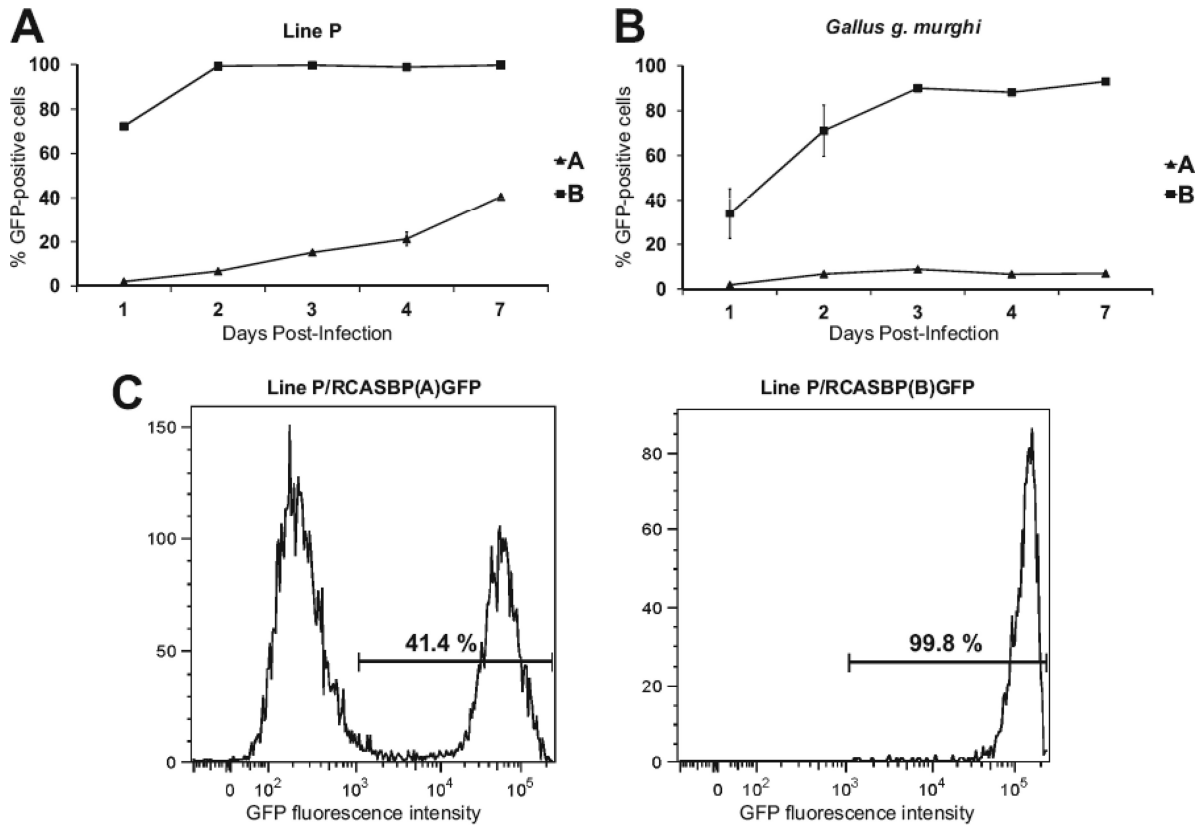 A
Line P
% GFP-positive cells
100
80
60
40
20
0
1 2 3 4 7
Days Post-Infection
A
B
B
Gallus g. murghi
% GFP-positive cells
100
80
60
40
20
0
1 2 3 4 7
Days Post-Infection
A
B
C
Line P/RCASBP(A)GFP
150
100
50
0
41.4 %
0 10² 10³ 10⁴ 10⁵
GFP fluorescence intensity
Line P/RCASBP(B)GFP
80
60
40
20
0
99.8 %
0 10² 10³ 10⁴ 10⁵
GFP fluorescence intensity